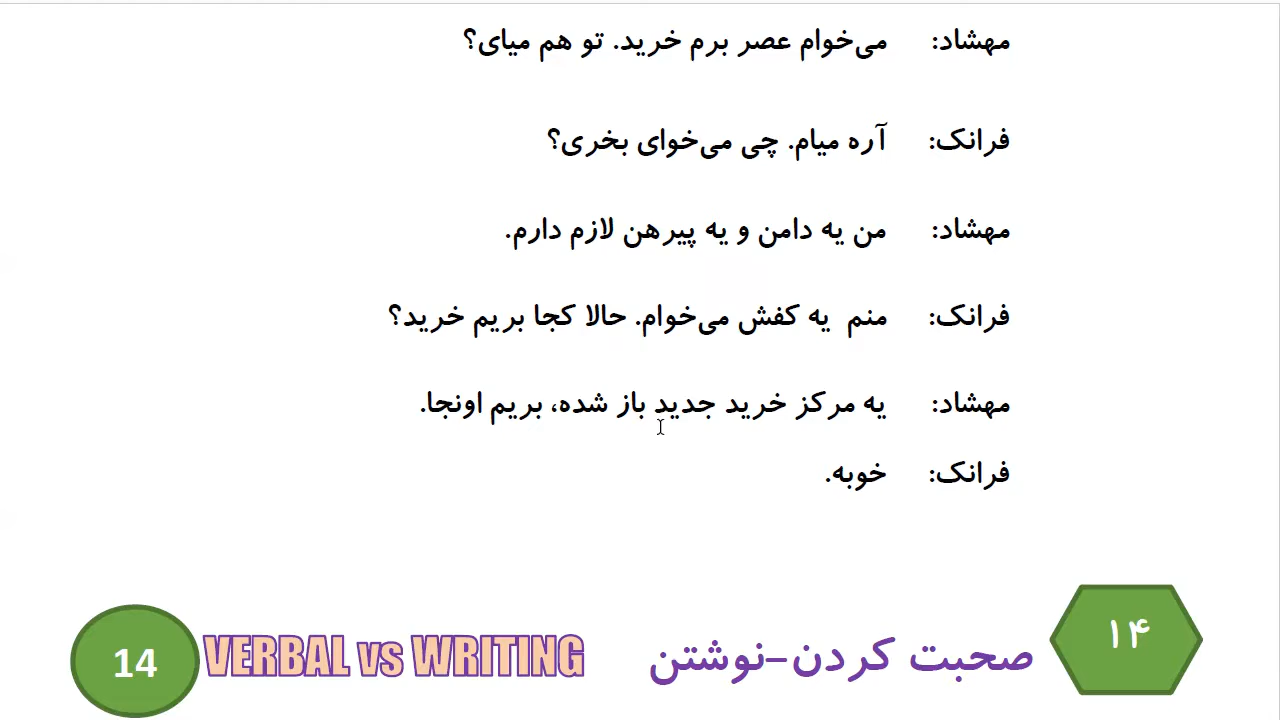 مهشاد: می‌خوام عصر برم خرید. تو هم میای؟
فرانک: آره میام. چی می‌خوای بخری؟
مهشاد: من یه دامن و یه پیرهن لازم دارم.
فرانک: منم یه کفش می‌خوام. حالا کجا بریم خرید؟
مهشاد: یه مرکز خرید جدید باز شده، بریم اونجا.
فرانک: خوبه.
۱۴
صحبت کردن-نوشتن
VERBAL vs WRITING
14